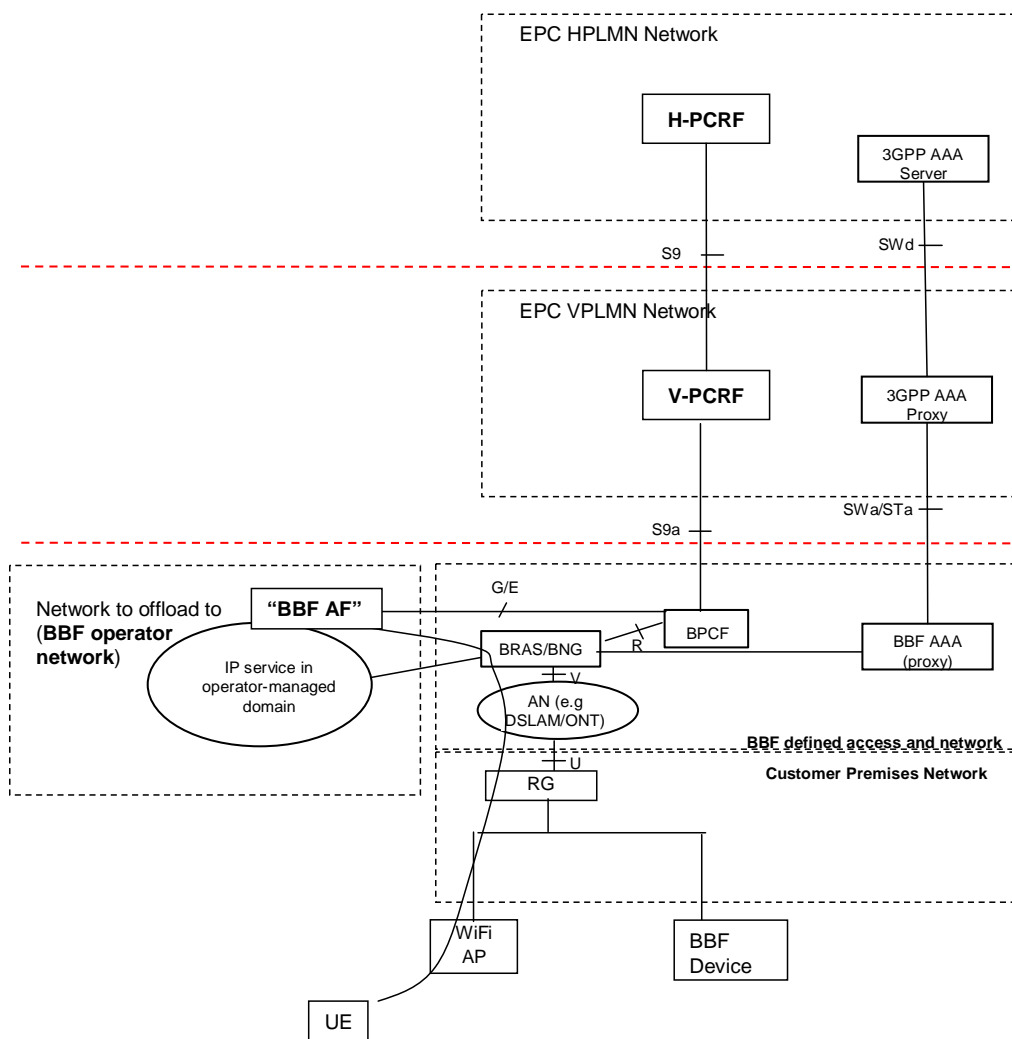 EPC HPLMN Network
H-PCRF
3GPP AAA
Server
S9
SWd
EPC VPLMN Network
V-PCRF
3GPP AAA
Proxy
SWa/STa
S9a
G/E
Network to offload to
(BBF operator
network)
“BBF AF”
BPCF
R
BRAS/BNG
BBF AAA
(proxy)
IP service in
operator-managed
domain
V
AN (e.g
DSLAM/ONT)
BBF defined access and network
U
Customer Premises Network
RG
WiFi
AP
BBF
Device
UE